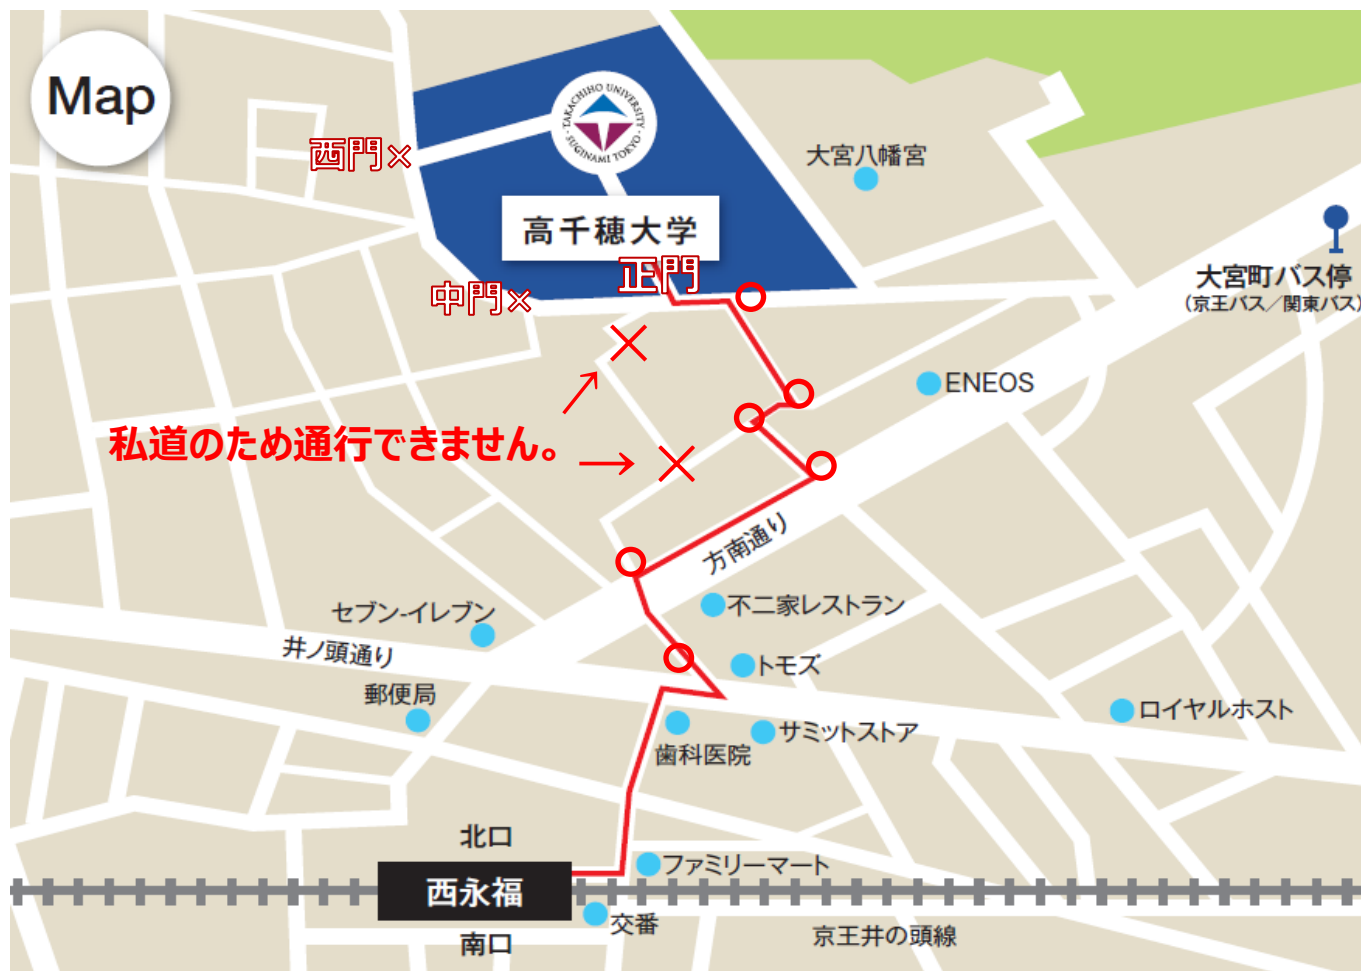 Map
TAKACHIHO UNIVERSITY
・SUGINAMI TOKYO・
西門×
大宮八幡宮
高千穂大学
正門
中門×
大宮町バス停
(京王バス／関東バス)
ENEOS
私道のため通行できません。
方南通り
セブン-イレブン
不二家レストラン
井ノ頭通り
トモズ
郵便局
ロイヤルホスト
サミットストア
歯科医院
北口
ファミリーマート
西永福
交番
京王井の頭線
南口